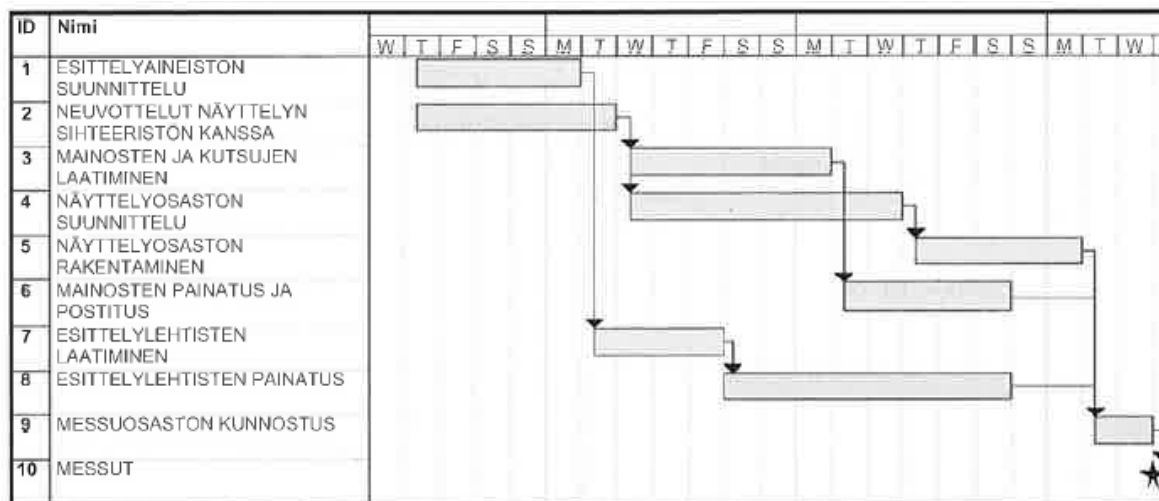 ID Nimi
W T F S S M T W T F S S M T W T F S S M T W
1 ESITTELYAINEISTON
SUUNNITTELU
2 NEUVOTTELUT NÄYTTELYN
SIHTEERISTÖN KANSSA
3 MAINOSTEN JA KUTSUJEN
LAATIMINEN
4 NÄYTTELYOSASTON
SUUNNITTELU
5 NÄYTTELYOSASTON
RAKENTAMINEN
6 MAINOSTEN PAINATUS JA
POSTITUS
7 ESITTELYLEHTISTEN
LAATIMINEN
8 ESITTELYLEHTISTEN PAINATUS
9 MESSUOSASTON KUNNOSTUS
10 MESSUT